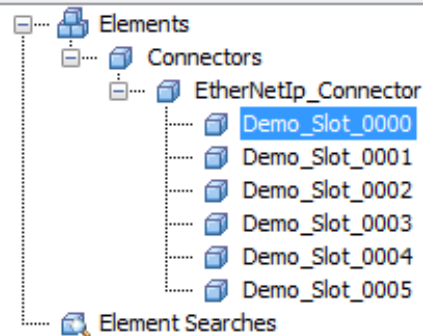 Elements
Connectors
EtherNetIp_Connector
Demo_Slot_0000
Demo_Slot_0001
Demo_Slot_0002
Demo_Slot_0003
Demo_Slot_0004
Demo_Slot_0005
Element Searches